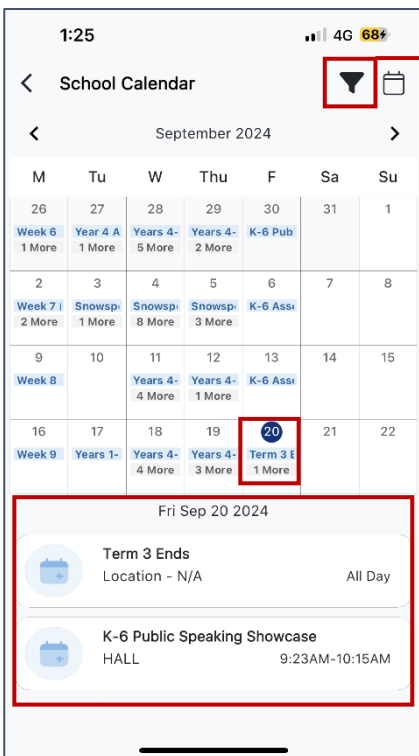 1:25 4G 68
School Calendar
September 2024
M Tu W Thu F Sa Su
26 27 28 29 30 31 1
Week 6 Year 4 A Years 4- Years 4- K-6 Pub
1 More 1 More 5 More 2 More
2 3 4 5 6 7 8
Week 7 Snowsp Snowsp Snowsp K-6 Ass
2 More 1 More 8 More 3 More
9 10 11 12 13 14 15
Week 8 Years 4- Years 4- K-6 Ass
4 More 1 More
16 17 18 19 20 21 22
Week 9 Years 1- Years 4- Years 4- Term 3 E
4 More 3 More 1 More
Fri Sep 20 2024
Term 3 Ends
Location - N/A All Day
K-6 Public Speaking Showcase
HALL 9:23AM-10:15AM